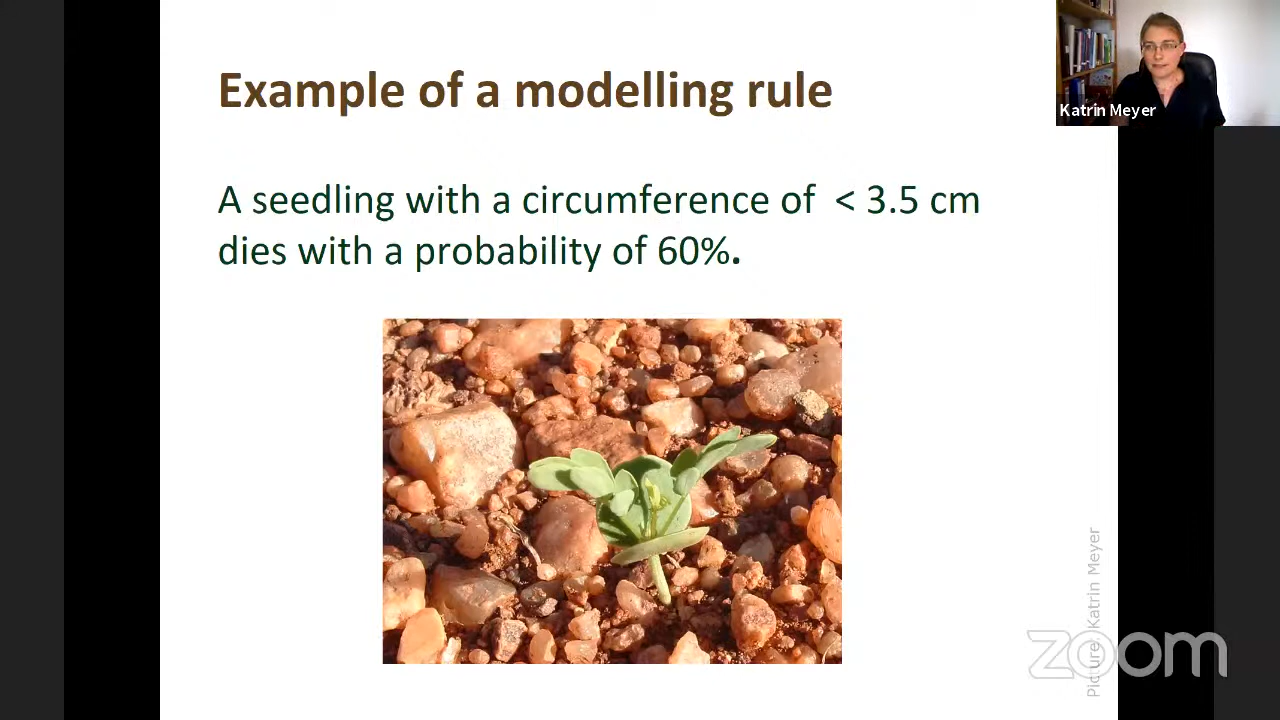 Example of a modelling rule
A seedling with a circumference of < 3.5 cm
dies with a probability of 60%.
Katrin Meyer
Picture: Katrin Meyer
zoom